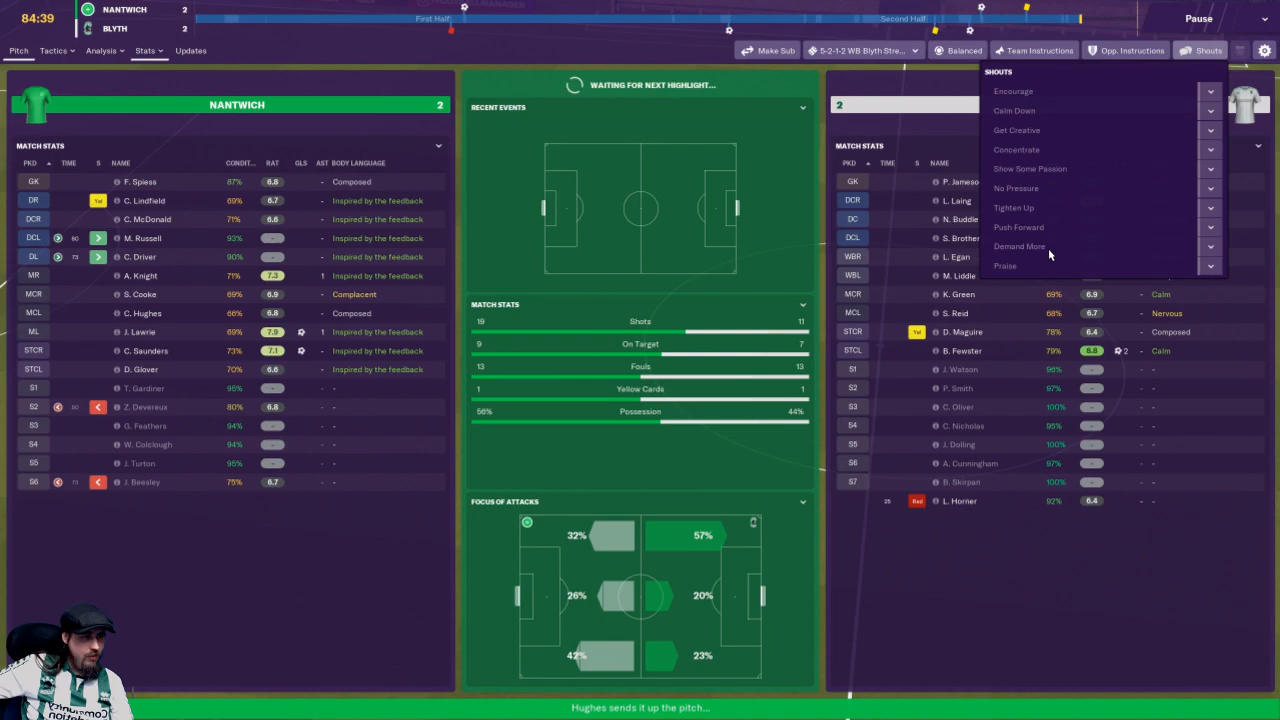 84:39
NANTWICH 2
BLYTH 2
First Half
Second Half
Pause
Pitch Tactics Analysis Stats Updates
Make Sub 5-2-1-2 WB Blyth Stre... Balanced Team Instructions Opp. Instructions Shouts
SHOUTS
Encourage
Calm Down
Get Creative
Concentrate
Show Some Passion
No Pressure
Tighten Up
Push Forward
Demand More
Praise
NANTWICH 2
MATCH STATS
PKD TIME S NAME CONDIT... RAT GLS AST BODY LANGUAGE
GK F. Spiess 87% 6.8 - Composed
DR Yel C. Lindfield 69% 6.7 - Inspired by the feedback
DCR C. McDonald 71% 6.6 - Inspired by the feedback
DCL 80 M. Russell 93% - - Inspired by the feedback
DL 73 C. Driver 90% - - Inspired by the feedback
MR A. Knight 71% 7.3 1 Inspired by the feedback
MCR S. Cooke 69% 6.9 - Complacent
MCL C. Hughes 66% 6.8 - Composed
ML J. Lawrie 69% 7.9 1 Inspired by the feedback
STCR C. Saunders 73% 7.1 - Inspired by the feedback
STCL D. Glover 70% 6.6 - Inspired by the feedback
S1 T. Gardiner 95% - - -
S2 80 Z. Devereux 80% 6.8 - -
S3 G. Feathers 94% - - -
S4 W. Colclough 94% - - -
S5 J. Turton 95% - - -
S6 73 J. Beesley 75% 6.7 - -
WAITING FOR NEXT HIGHLIGHT...
RECENT EVENTS
MATCH STATS
19 Shots 11
9 On Target 7
13 Fouls 13
1 Yellow Cards 1
56% Possession 44%
FOCUS OF ATTACKS
32% 57%
26% 20%
42% 23%
2
MATCH STATS
PKD TIME S NAME
GK P. Jameso
DCR L. Laing
DC N. Buddle
DCL S. Brother
WBR L. Egan
WBL M. Liddle
MCR K. Green 69% 6.9 - Calm
MCL S. Reid 68% 6.7 - Nervous
STCR Yel D. Maguire 78% 6.4 - Composed
STCL B. Fewster 79% 8.8 2 - Calm
S1 J. Watson 96% - - -
S2 P. Smith 97% - - -
S3 C. Oliver 100% - - -
S4 C. Nicholas 95% - - -
S5 J. Dolling 100% - - -
S6 A. Cunningham 97% - - -
S7 B. Skirpan 100% - - -
25 Red L. Horner 92% 6.4 - -
Hughes sends it up the pitch...